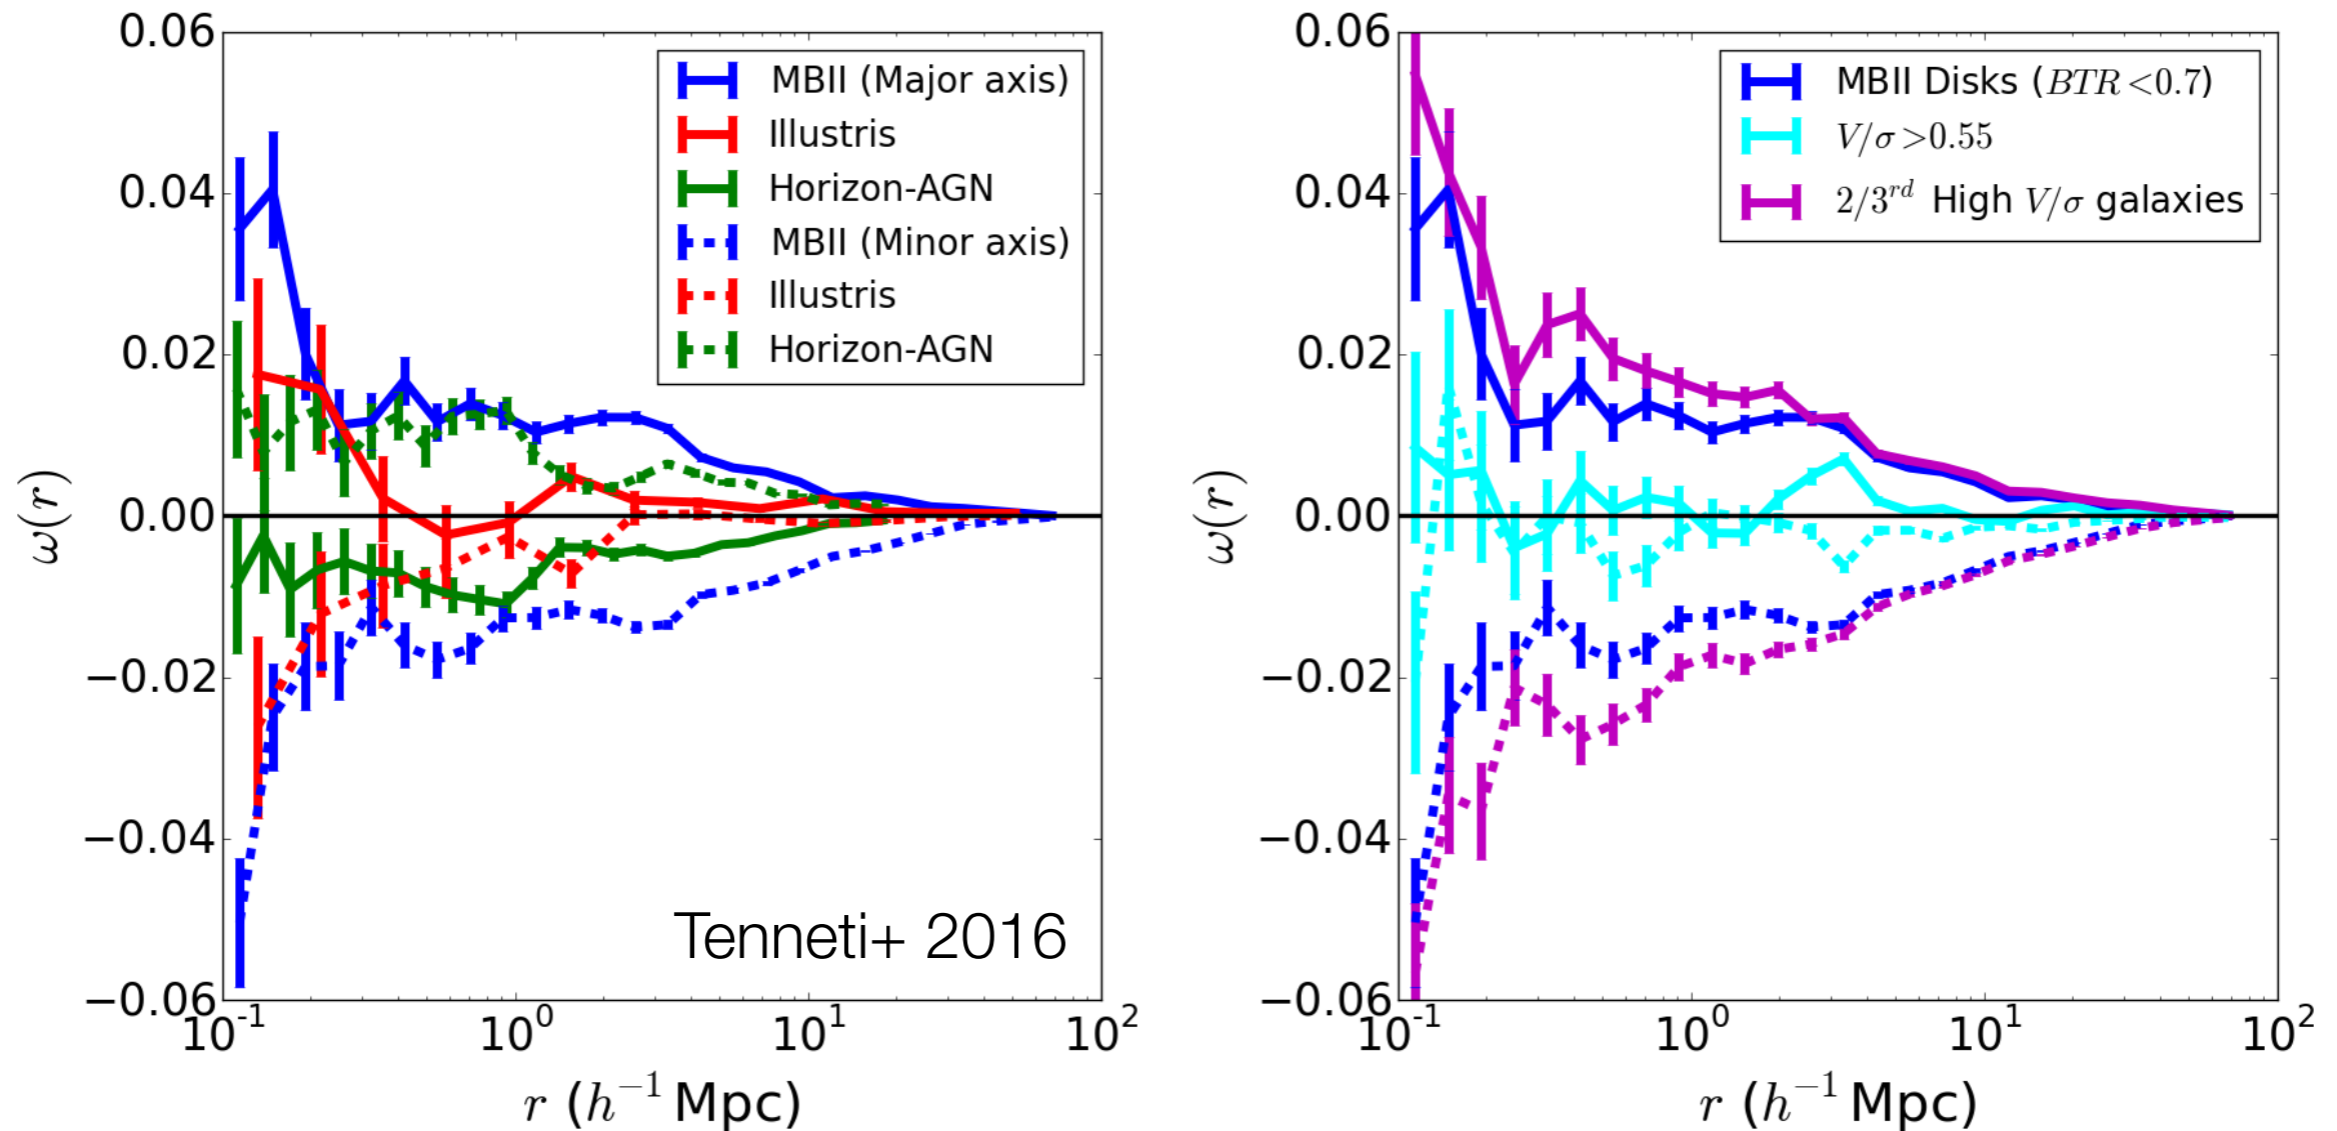 0.06
0.04
0.02
0.00
−0.02
−0.04
−0.06
ω(r)
MBII (Major axis)
Illustris
Horizon-AGN
MBII (Minor axis)
Illustris
Horizon-AGN
Tenneti+ 2016
10^-1 10^0 10^1 10^2
r (h^−1 Mpc)
0.06
0.04
0.02
0.00
−0.02
−0.04
−0.06
ω(r)
MBII Disks (BTR<0.7)
V/σ>0.55
2/3^rd High V/σ galaxies
10^-1 10^0 10^1 10^2
r (h^−1 Mpc)